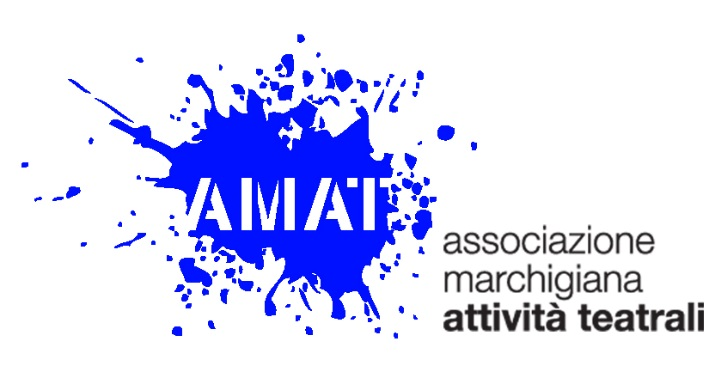 AMAT
associazione
marchigiana
attività teatrali